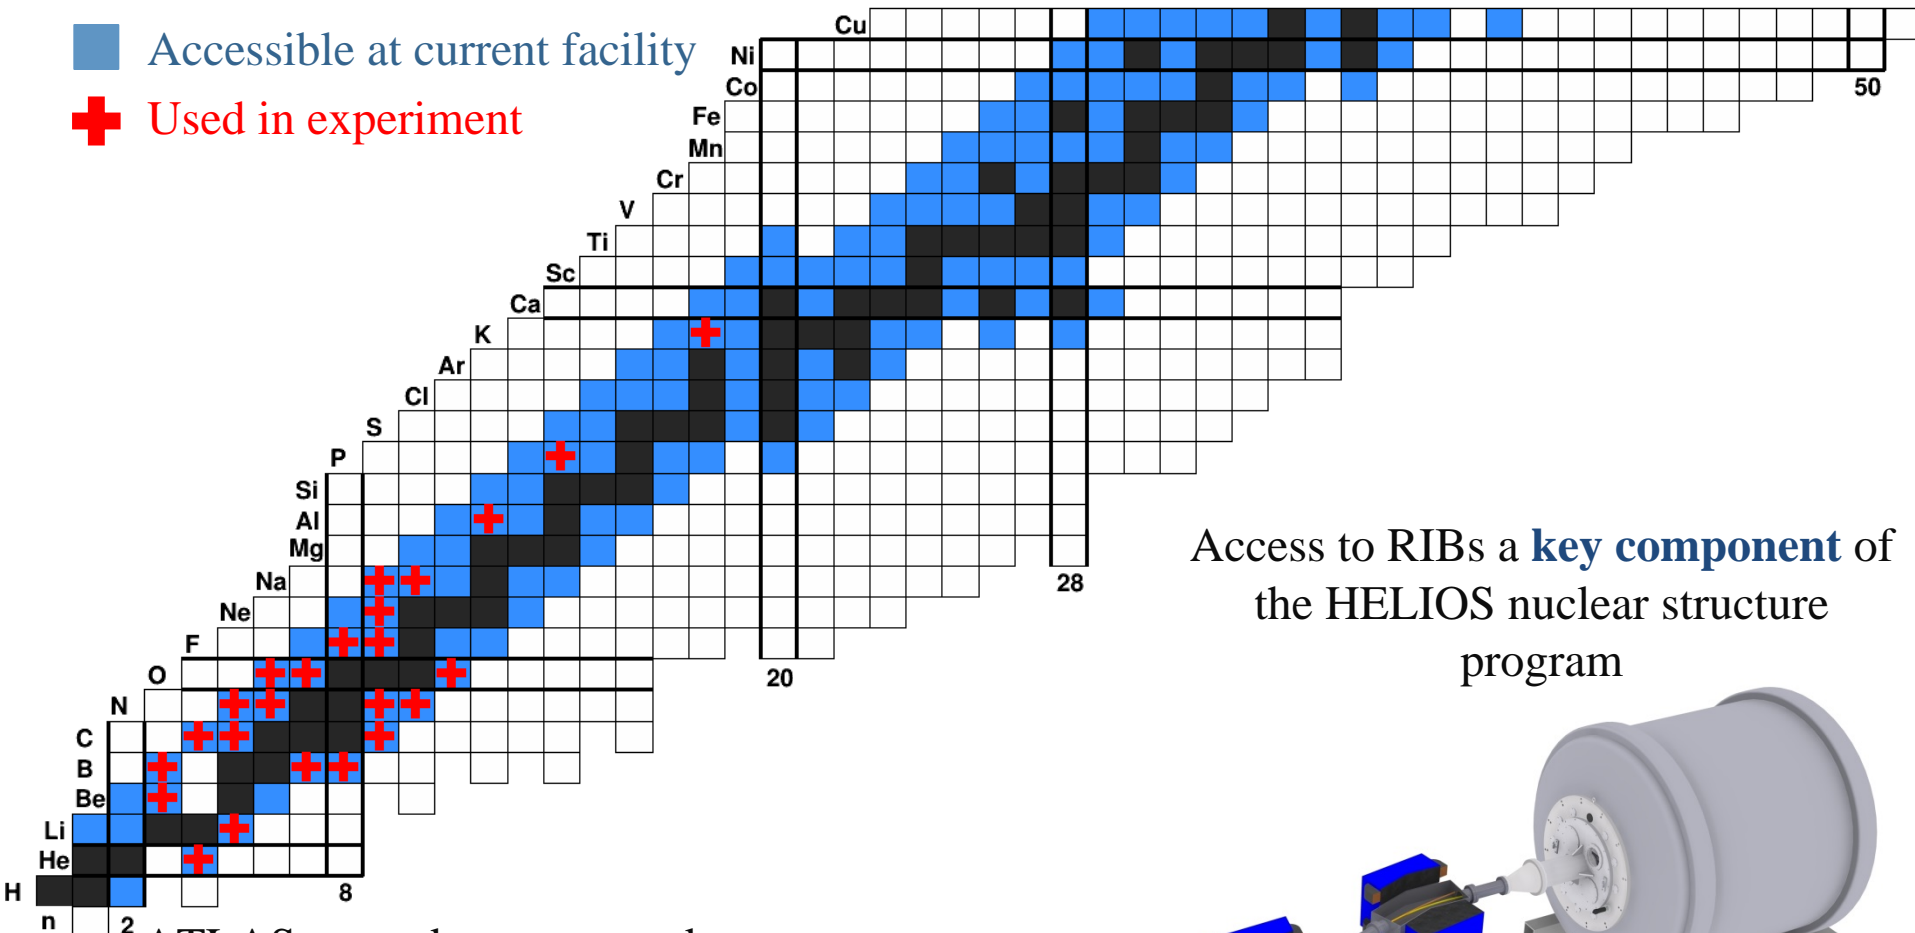 Accessible at current facility
Used in experiment
Cu
Ni
Co
50
Fe
Mn
Cr
V
Ti
Sc
Ca
K
Ar
Cl
S
P
Si
Al
Mg
Na
28
Ne
F
O
20
N
C
B
Be
Li
He
H
8
n
2
Access to RIBs a key component of
the HELIOS nuclear structure
program